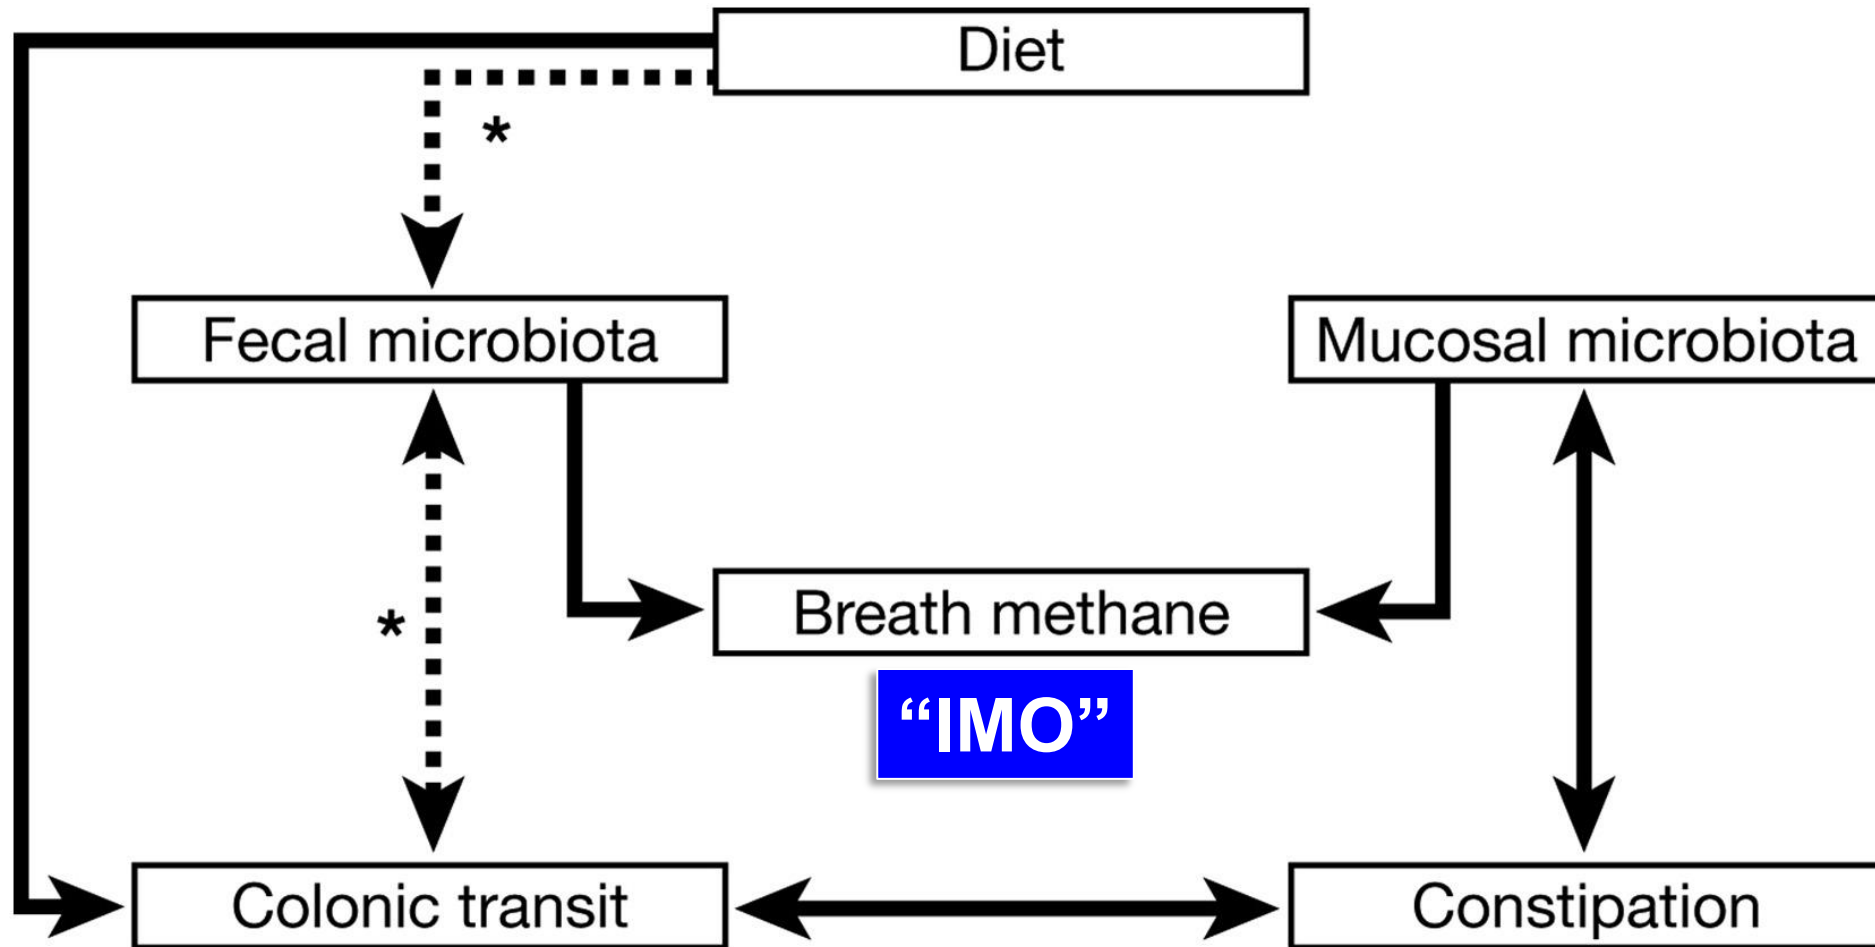 Diet
*
Fecal microbiota
Mucosal microbiota
Breath methane
*
“IMO”
Colonic transit
Constipation